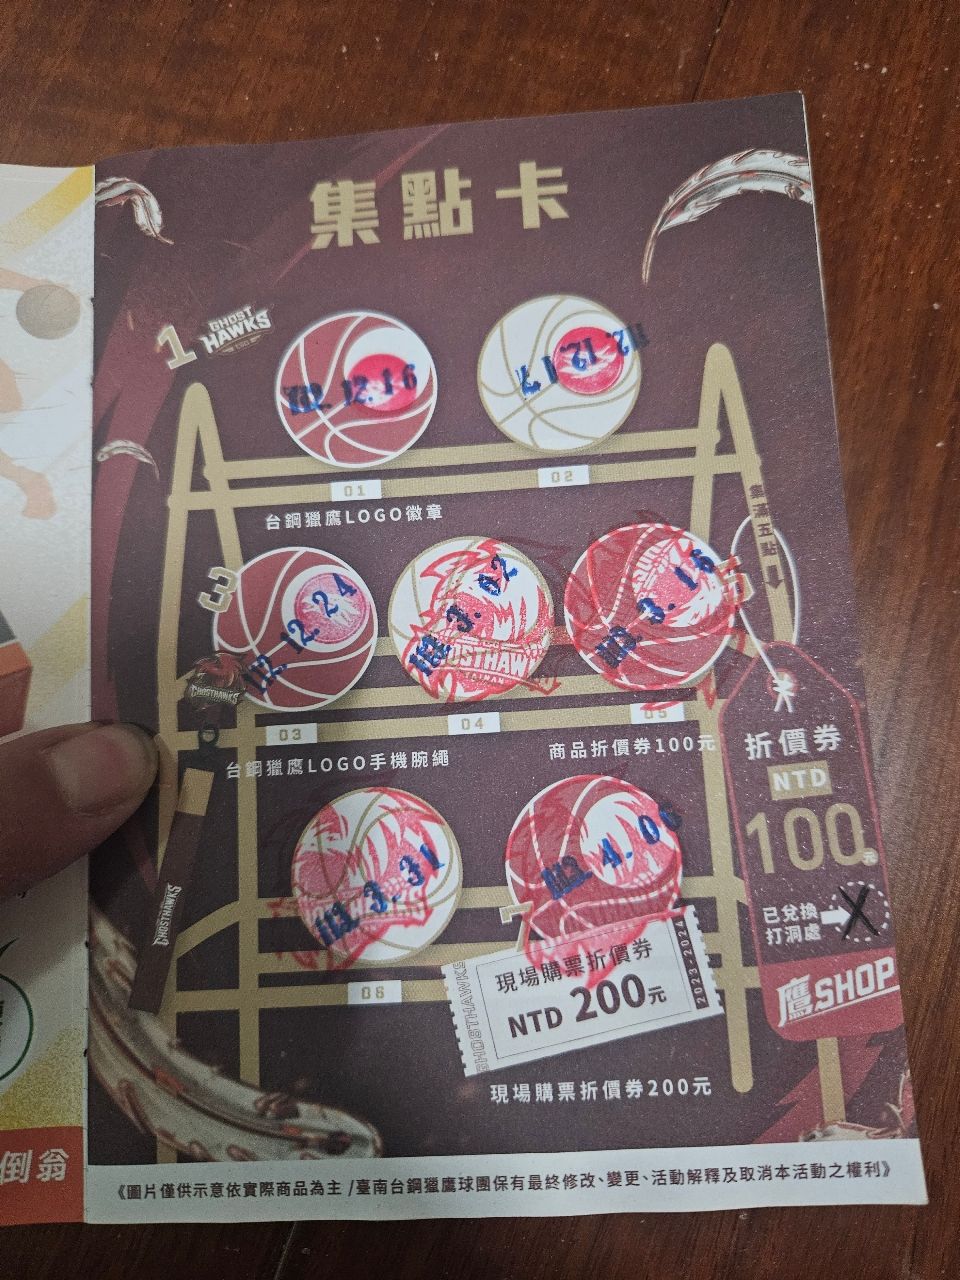 集點卡
1
GHOST
HAWKS
112.12.16
112.12.17
01
02
台鋼獵鷹LOGO徽章
集滿五點
3
112.12.24
113.3.02
113.3.16
OSTHAW
TAINAN
GHOSTHAWKS
03
04
05
台鋼獵鷹LOGO手機腕繩
商品折價券100元
折價券
NTD
100元
已兌換
打洞處
鷹SHOP
113.3.31
113.4.06
GHOSTHAWKS
06
7
現場購票折價券
NTD 200元
GHOSTHAWKS
2023-2024
現場購票折價券200元
倒翁
《圖片僅供示意依實際商品為主 /臺南台鋼獵鷹球團保有最終修改、變更、活動解釋及取消本活動之權利》